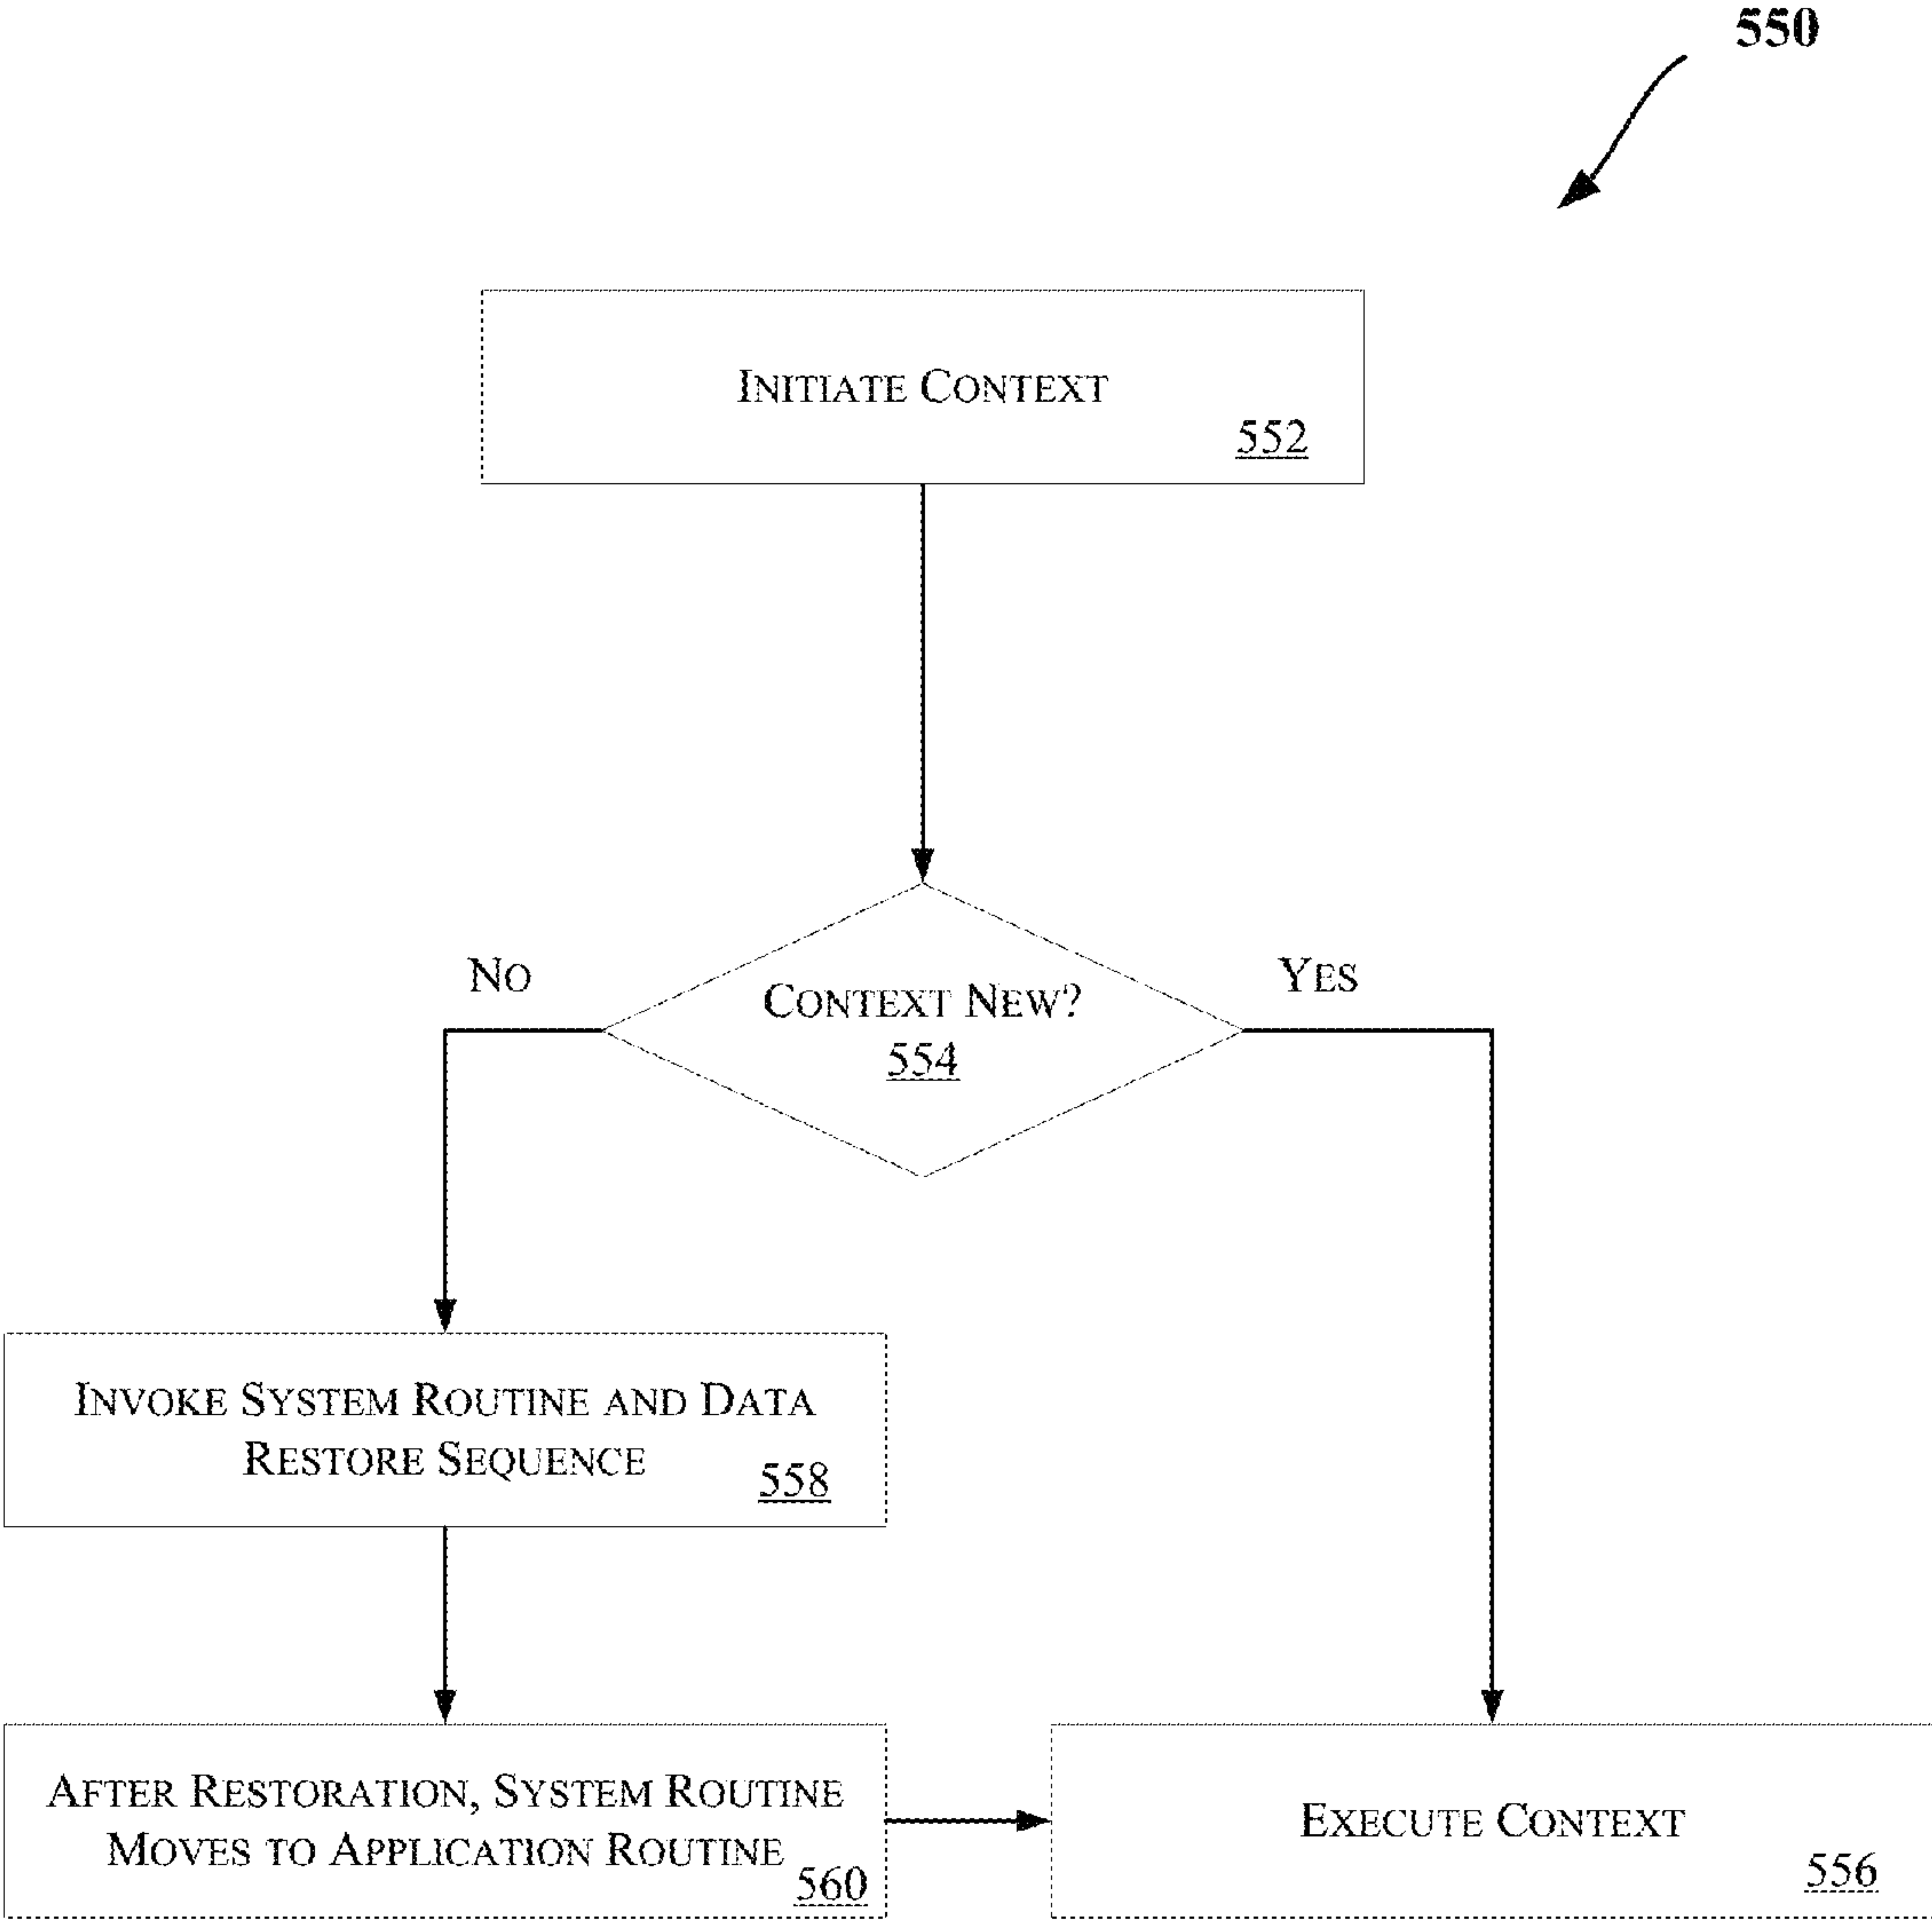 550
INITIATE CONTEXT
552
NO
YES
CONTEXT NEW?
554
INVOKE SYSTEM ROUTINE AND DATA
RESTORE SEQUENCE
558
AFTER RESTORATION, SYSTEM ROUTINE
MOVES TO APPLICATION ROUTINE
560
EXECUTE CONTEXT
556